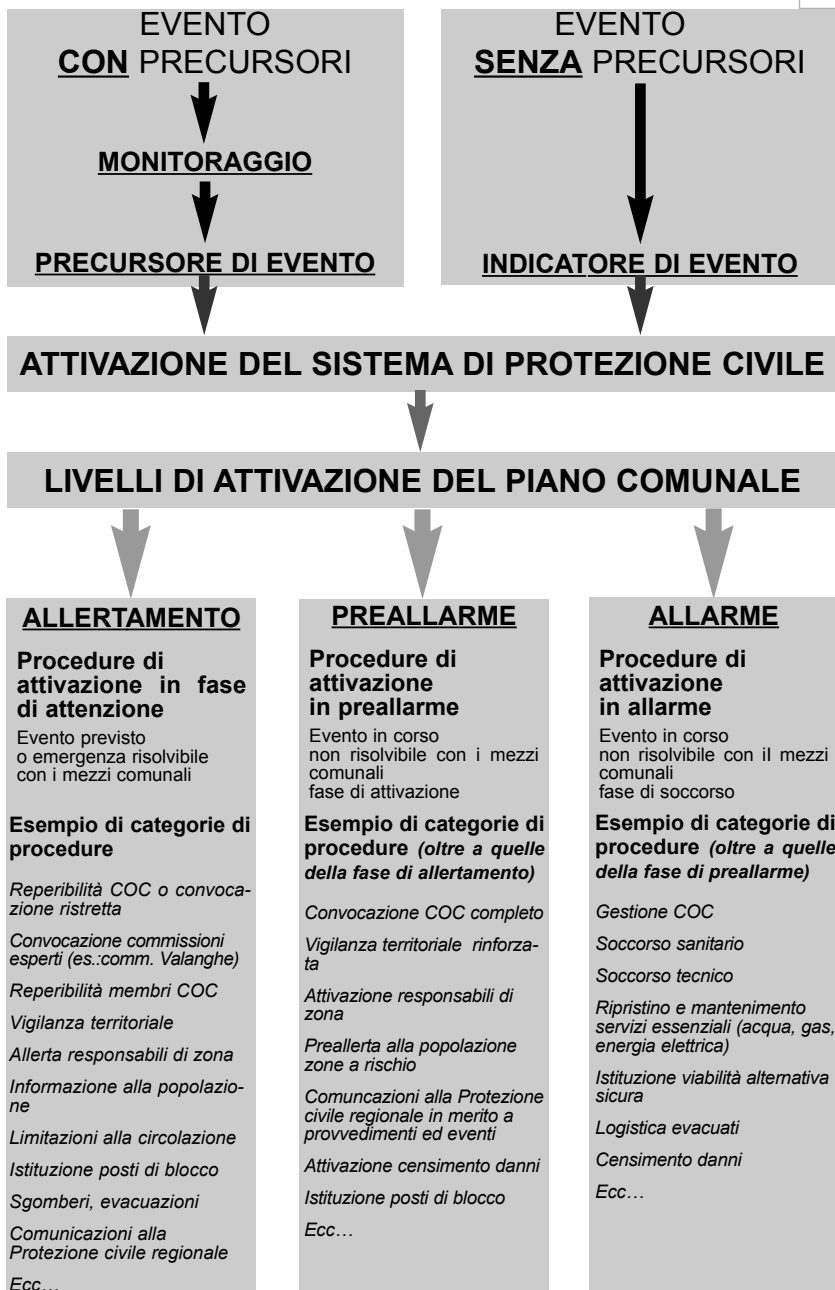 EVENTO
CON PRECURSORI
MONITORAGGIO
PRECURSORE DI EVENTO
EVENTO
SENZA PRECURSORI
INDICATORE DI EVENTO
ATTIVAZIONE DEL SISTEMA DI PROTEZIONE CIVILE
LIVELLI DI ATTIVAZIONE DEL PIANO COMUNALE
ALLERTAMENTO
Procedure di
attivazione in fase
di attenzione
Evento previsto
o emergenza risolvibile
con i mezzi comunali
Esempio di categorie di
procedure
Reperibilità COC o convoca-
zione ristretta
Convocazione commissioni
esperti (es.:comm. Valanghe)
Reperibilità membri COC
Vigilanza territoriale
Allerta responsabili di zona
Informazione alla popolazio-
ne
Limitazioni alla circolazione
Istituzione posti di blocco
Sgomberi, evacuazioni
Comunicazioni alla
Protezione civile regionale
Ecc…
PREALLARME
Procedure di
attivazione
in preallarme
Evento in corso
non risolvibile con i mezzi
comunali
fase di attivazione
Esempio di categorie di
procedure (oltre a quelle
della fase di allertamento)
Convocazione COC completo
Vigilanza territoriale rinforza-
ta
Attivazione responsabili di
zona
Preallerta alla popolazione
zone a rischio
Comuncazioni alla Protezione
civile regionale in merito a
provvedimenti ed eventi
Attivazione censimento danni
Istituzione posti di blocco
Ecc…
ALLARME
Procedure di
attivazione
in allarme
Evento in corso
non risolvibile con il mezzi
comunali
fase di soccorso
Esempio di categorie di
procedure (oltre a quelle
della fase di preallarme)
Gestione COC
Soccorso sanitario
Soccorso tecnico
Ripristino e mantenimento
servizi essenziali (acqua, gas,
energia elettrica)
Istituzione viabilità alternativa
sicura
Logistica evacuati
Censimento danni
Ecc…